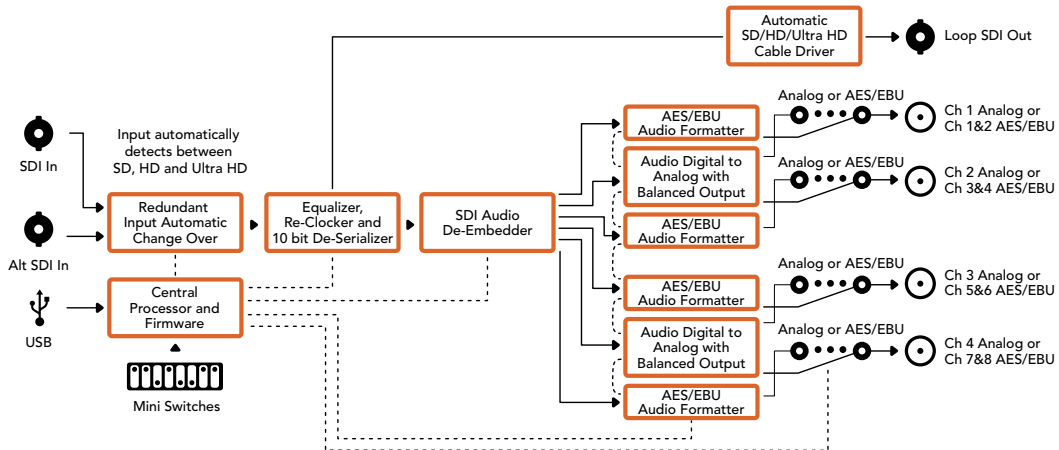 Automatic
SD/HD/Ultra HD
Cable Driver
Loop SDI Out
SDI In
Input automatically
detects between
SD, HD and Ultra HD
Alt SDI In
Redundant
Input Automatic
Change Over
Equalizer,
Re-Clocker and
10 bit De-Serializer
SDI Audio
De-Embedder
USB
Central
Processor and
Firmware
Mini Switches
AES/EBU
Audio Formatter
Audio Digital to
Analog with
Balanced Output
AES/EBU
Audio Formatter
AES/EBU
Audio Formatter
Audio Digital to
Analog with
Balanced Output
AES/EBU
Audio Formatter
Analog or AES/EBU
Ch 1 Analog or
Ch 1&2 AES/EBU
Analog or AES/EBU
Ch 2 Analog or
Ch 3&4 AES/EBU
Analog or AES/EBU
Ch 3 Analog or
Ch 5&6 AES/EBU
Analog or AES/EBU
Ch 4 Analog or
Ch 7&8 AES/EBU